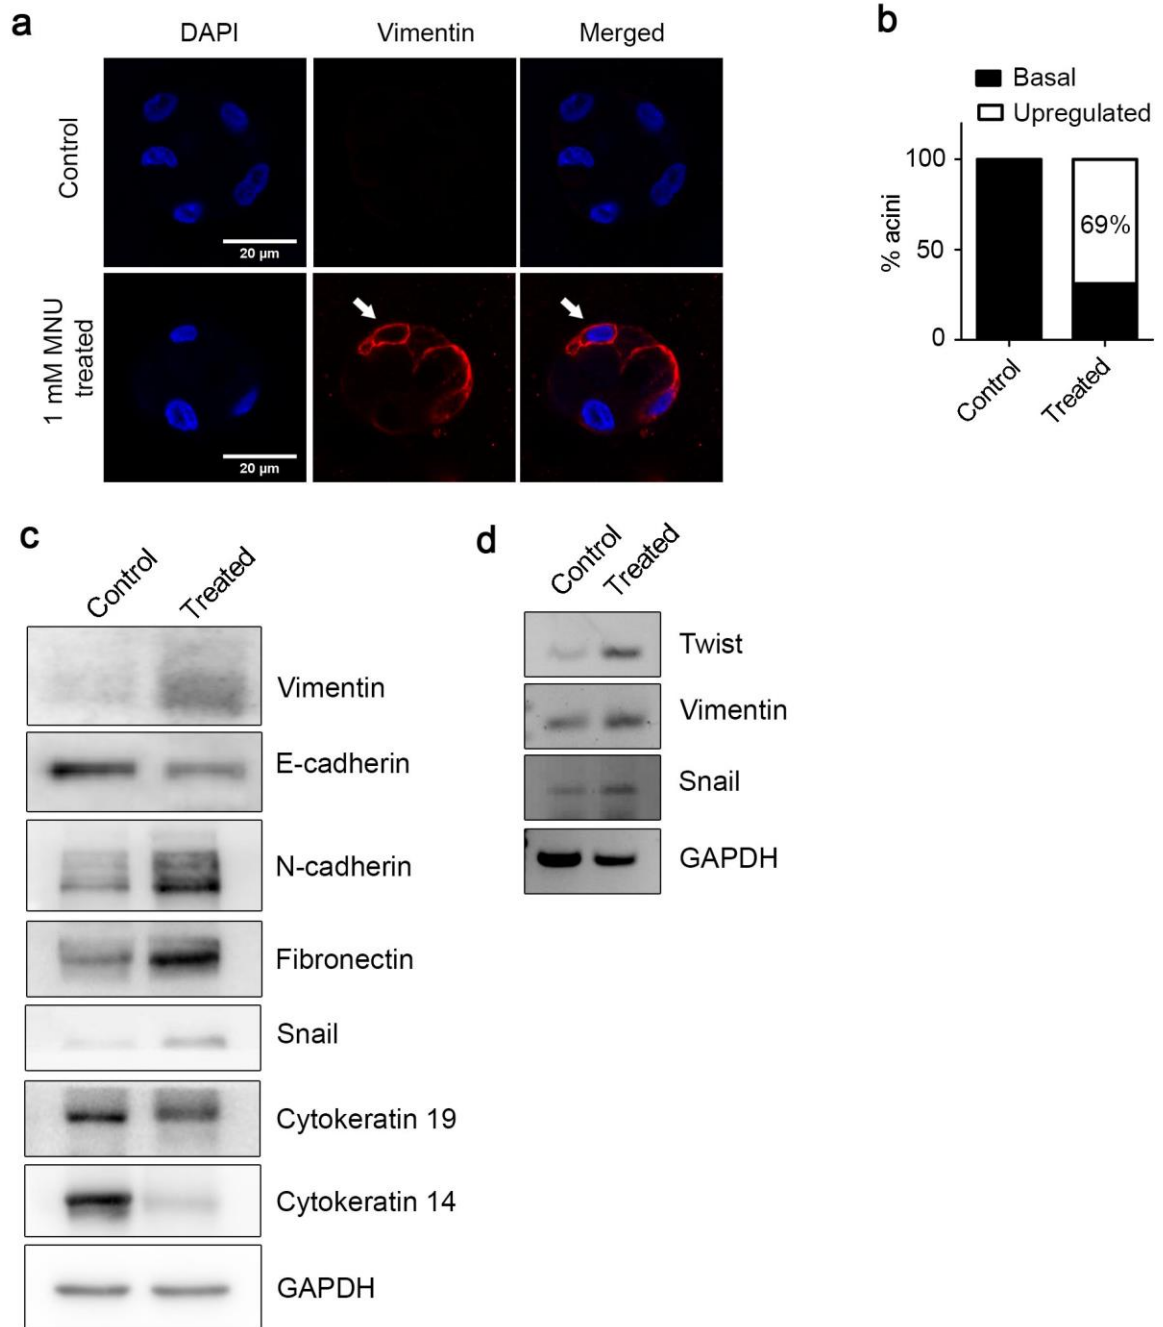 a
DAPI Vimentin Merged
Control
20 µm
1 mM MNU
treated
20 µm
b
Basal
Upregulated
% acini
100
50
0
69%
Control Treated
c
Control Treated
Vimentin
E-cadherin
N-cadherin
Fibronectin
Snail
Cytokeratin 19
Cytokeratin 14
GAPDH
d
Control Treated
Twist
Vimentin
Snail
GAPDH